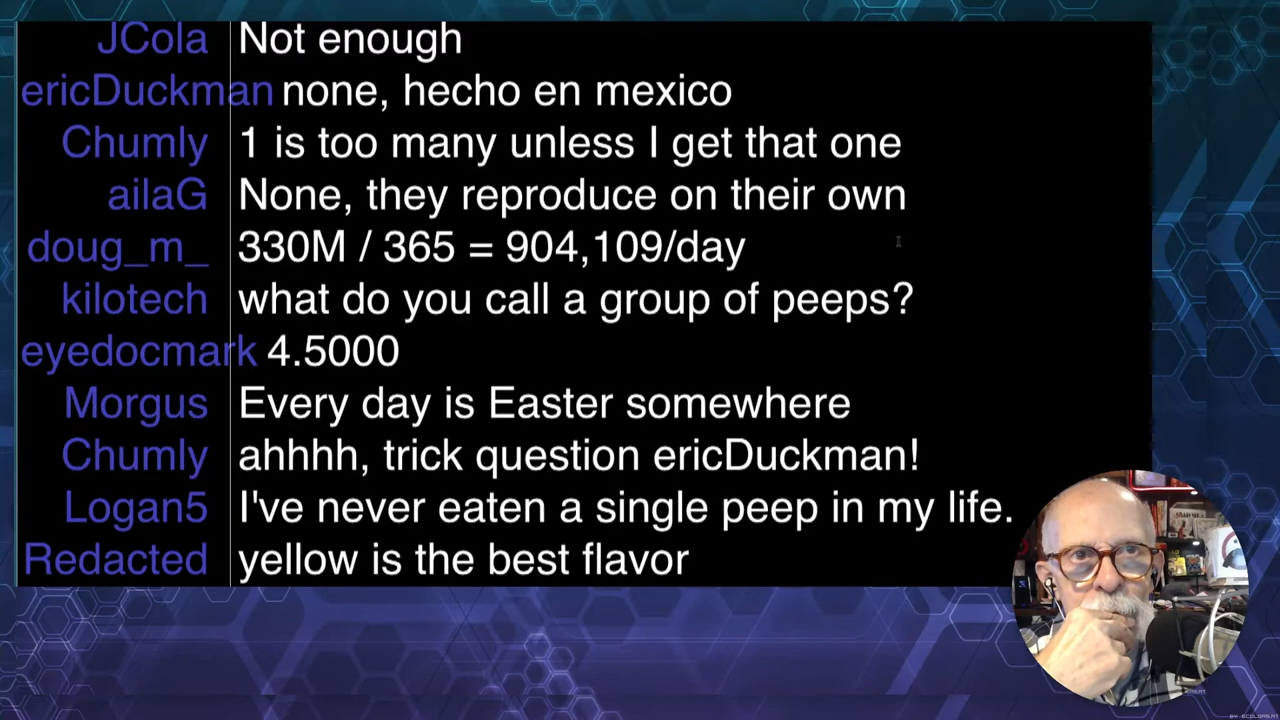 JCola Not enough
ericDuckman none, hecho en mexico
Chumly 1 is too many unless I get that one
ailaG None, they reproduce on their own
doug_m_ 330M / 365 = 904,109/day
kilotech what do you call a group of peeps?
eyedocmark 4.5000
Morgus Every day is Easter somewhere
Chumly ahhhh, trick question ericDuckman!
Logan5 I've never eaten a single peep in my life.
Redacted yellow is the best flavor